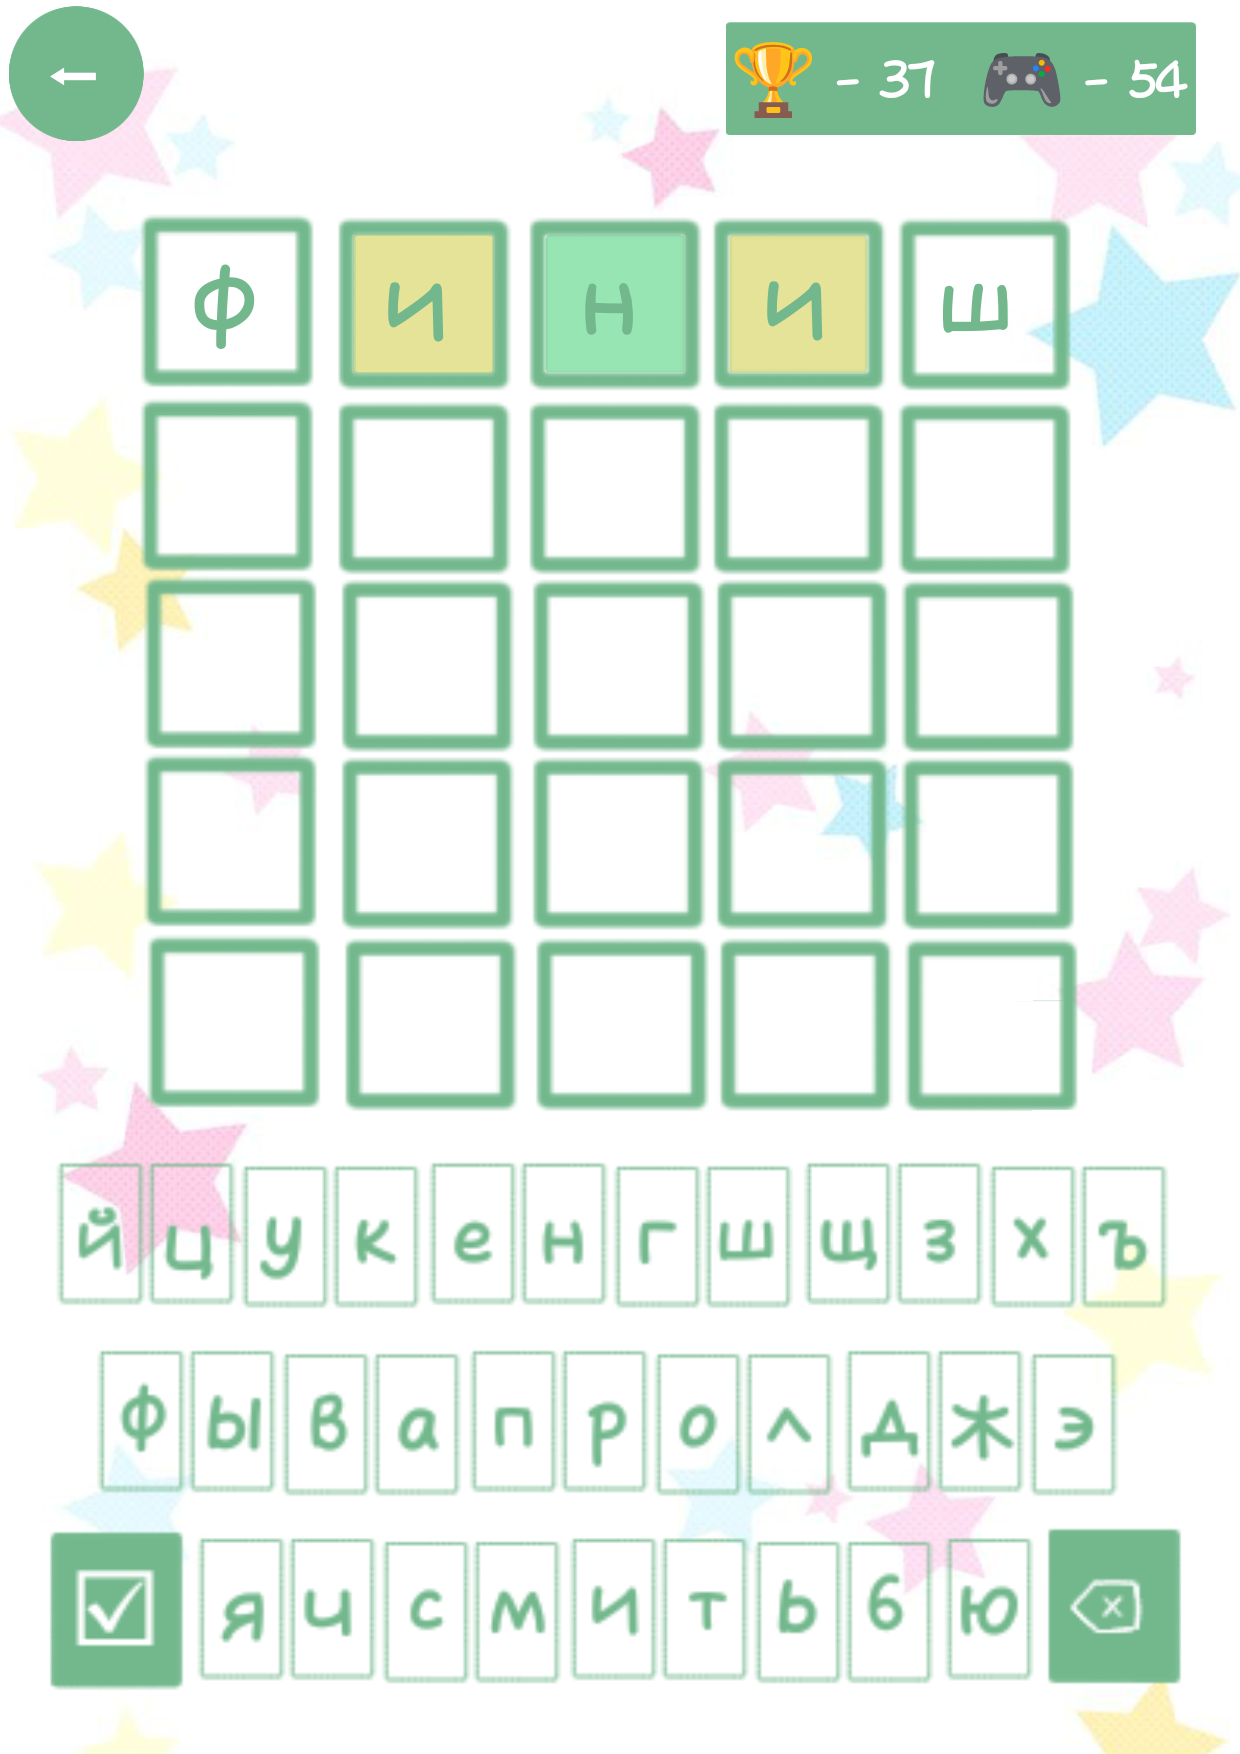 - 37 - 54
Ф И Н И Ш
й ц у к е н г ш щ з х ъ
ф ы в а п р о л д ж э
я ч с м и т ь б ю